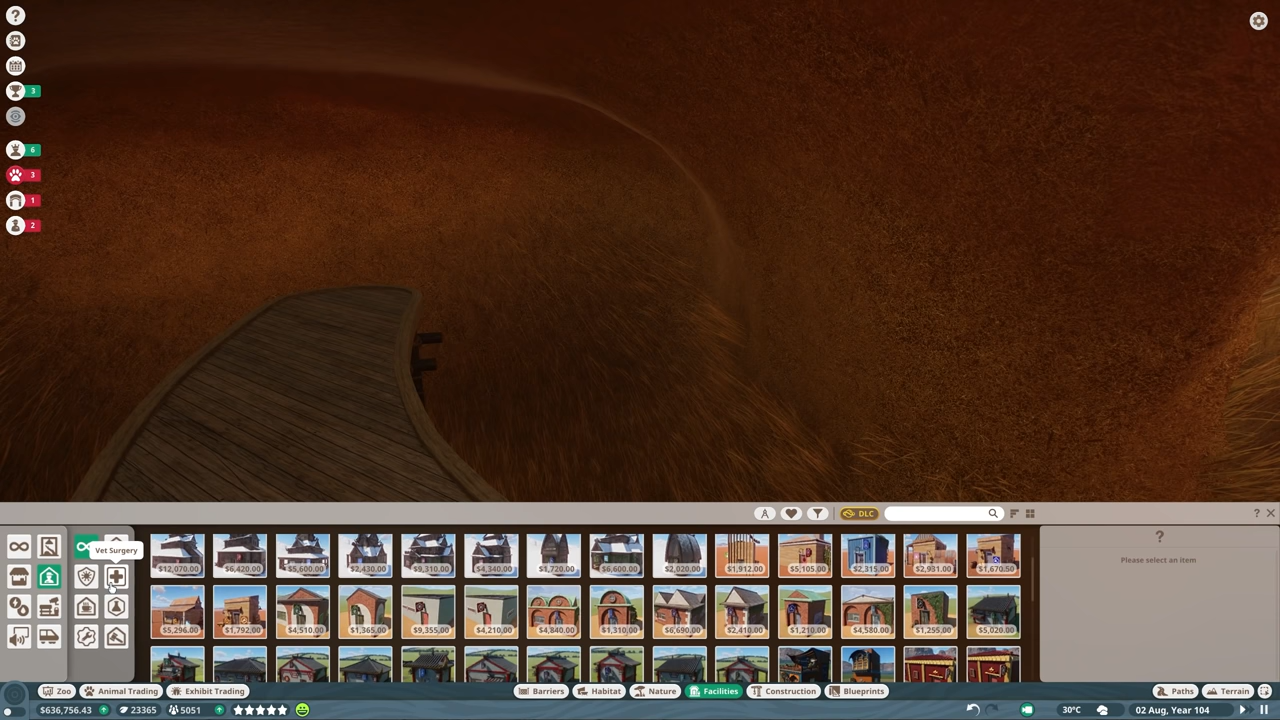 ?
3
6
3
1
2
A
DLC
? ×
Vet Surgery
$12,070.00 $6,420.00 $5,600.00 $2,430.00 $9,310.00 $4,340.00 $1,720.00 $6,600.00 $2,020.00 $1,912.00 $5,105.00 $2,315.00 $2,931.00 $1,670.50
?
Please select an item
$5,296.00 $1,792.00 $4,510.00 $1,365.00 $9,355.00 $4,210.00 $4,840.00 $1,310.00 $6,690.00 $2,410.00 $1,210.00 $4,580.00 $1,255.00 $5,020.00
Zoo Animal Trading Exhibit Trading Barriers Habitat Nature Facilities Construction Blueprints Paths Terrain
$636,756.43 23365 5051 30°C 02 Aug, Year 104